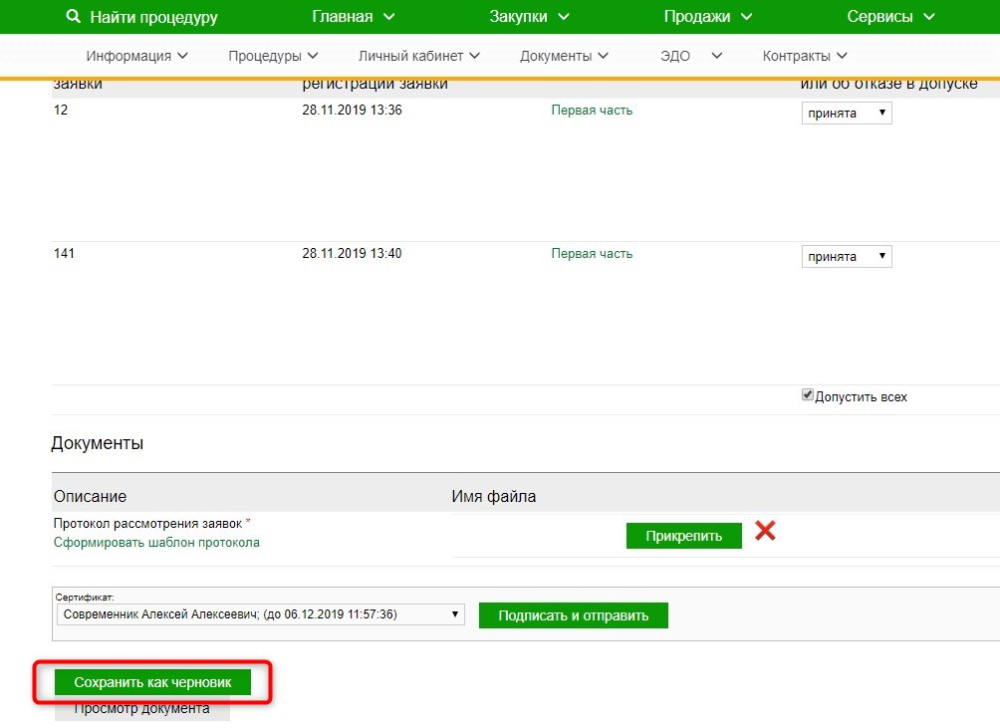 Найти процедуру Главная Закупки Продажи Сервисы
Информация Процедуры Личный кабинет Документы ЭДО Контракты
заявки регистрации заявки или об отказе в допуске
12 28.11.2019 13:36 Первая часть принята
141 28.11.2019 13:40 Первая часть принята
Допустить всех
Документы
Описание Имя файла
Протокол рассмотрения заявок *
Сформировать шаблон протокола
Прикрепить
Сертификат:
Современник Алексей Алексеевич; (до 06.12.2019 11:57:36) Подписать и отправить
Сохранить как черновик
Просмотр документа